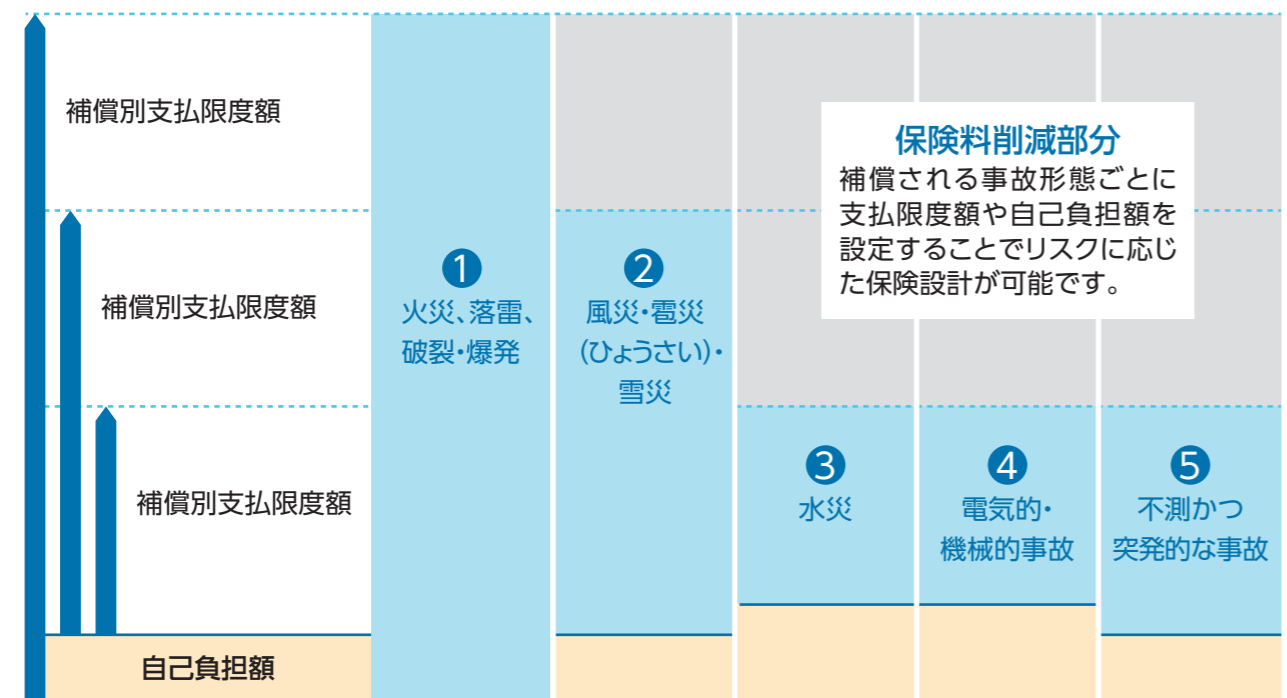 補償別支払限度額
補償別支払限度額
補償別支払限度額
自己負担額
❶
火災、落雷、
破裂・爆発
❷
風災・雹災
(ひょうさい)・
雪災
保険料削減部分
補償される事故形態ごとに
支払限度額や自己負担額を
設定することでリスクに応じ
た保険設計が可能です。
❸
水災
❹
電気的・
機械的事故
❺
不測かつ
突発的な事故